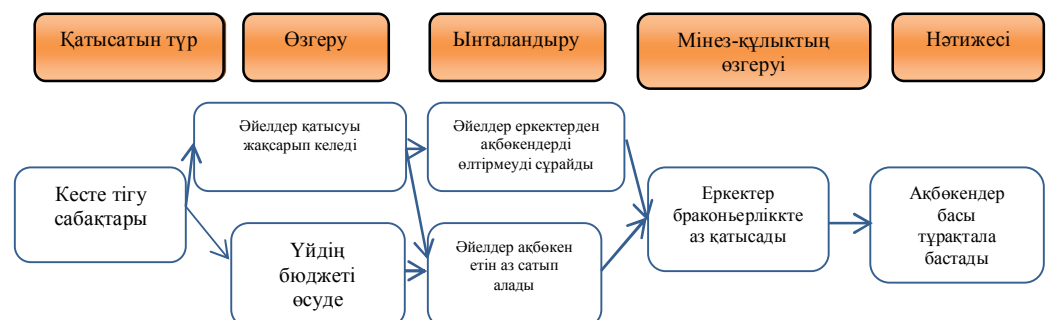 Қатысатын түр
Өзгеру
Ынталандыру
Мінез-құлықтың
өзгеруі
Нәтижесі
Кесте тігу
сабақтары
Әйелдер қатысуы
жақсарып келеді
Үйдің
бюджеті
өсуде
Әйелдер еркектерден
ақбөкендерді
өлтірмеуді сұрайды
Әйелдер ақбөкен
етін аз сатып
алады
Еркектер
браконьерліккте
аз қатысады
Ақбөкендер
басы
тұрақтала
бастады